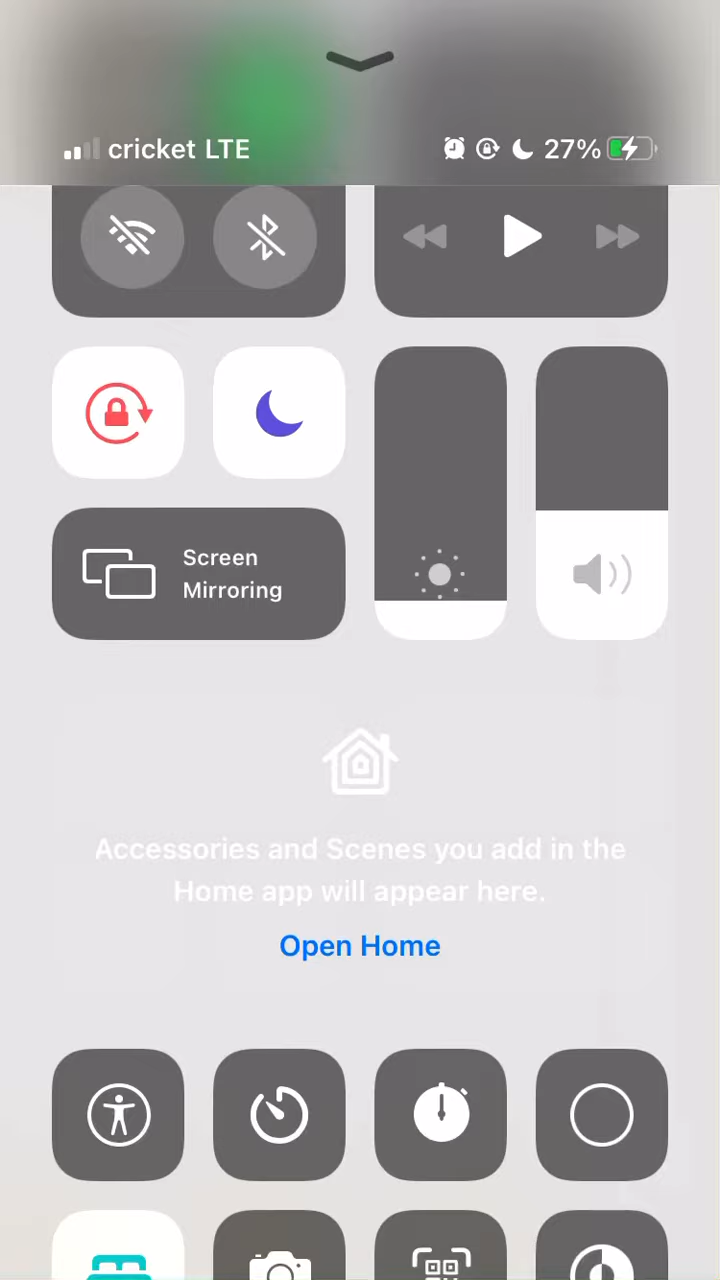 cricket LTE 27%
Screen
Mirroring
Accessories and Scenes you add in the
Home app will appear here.
Open Home